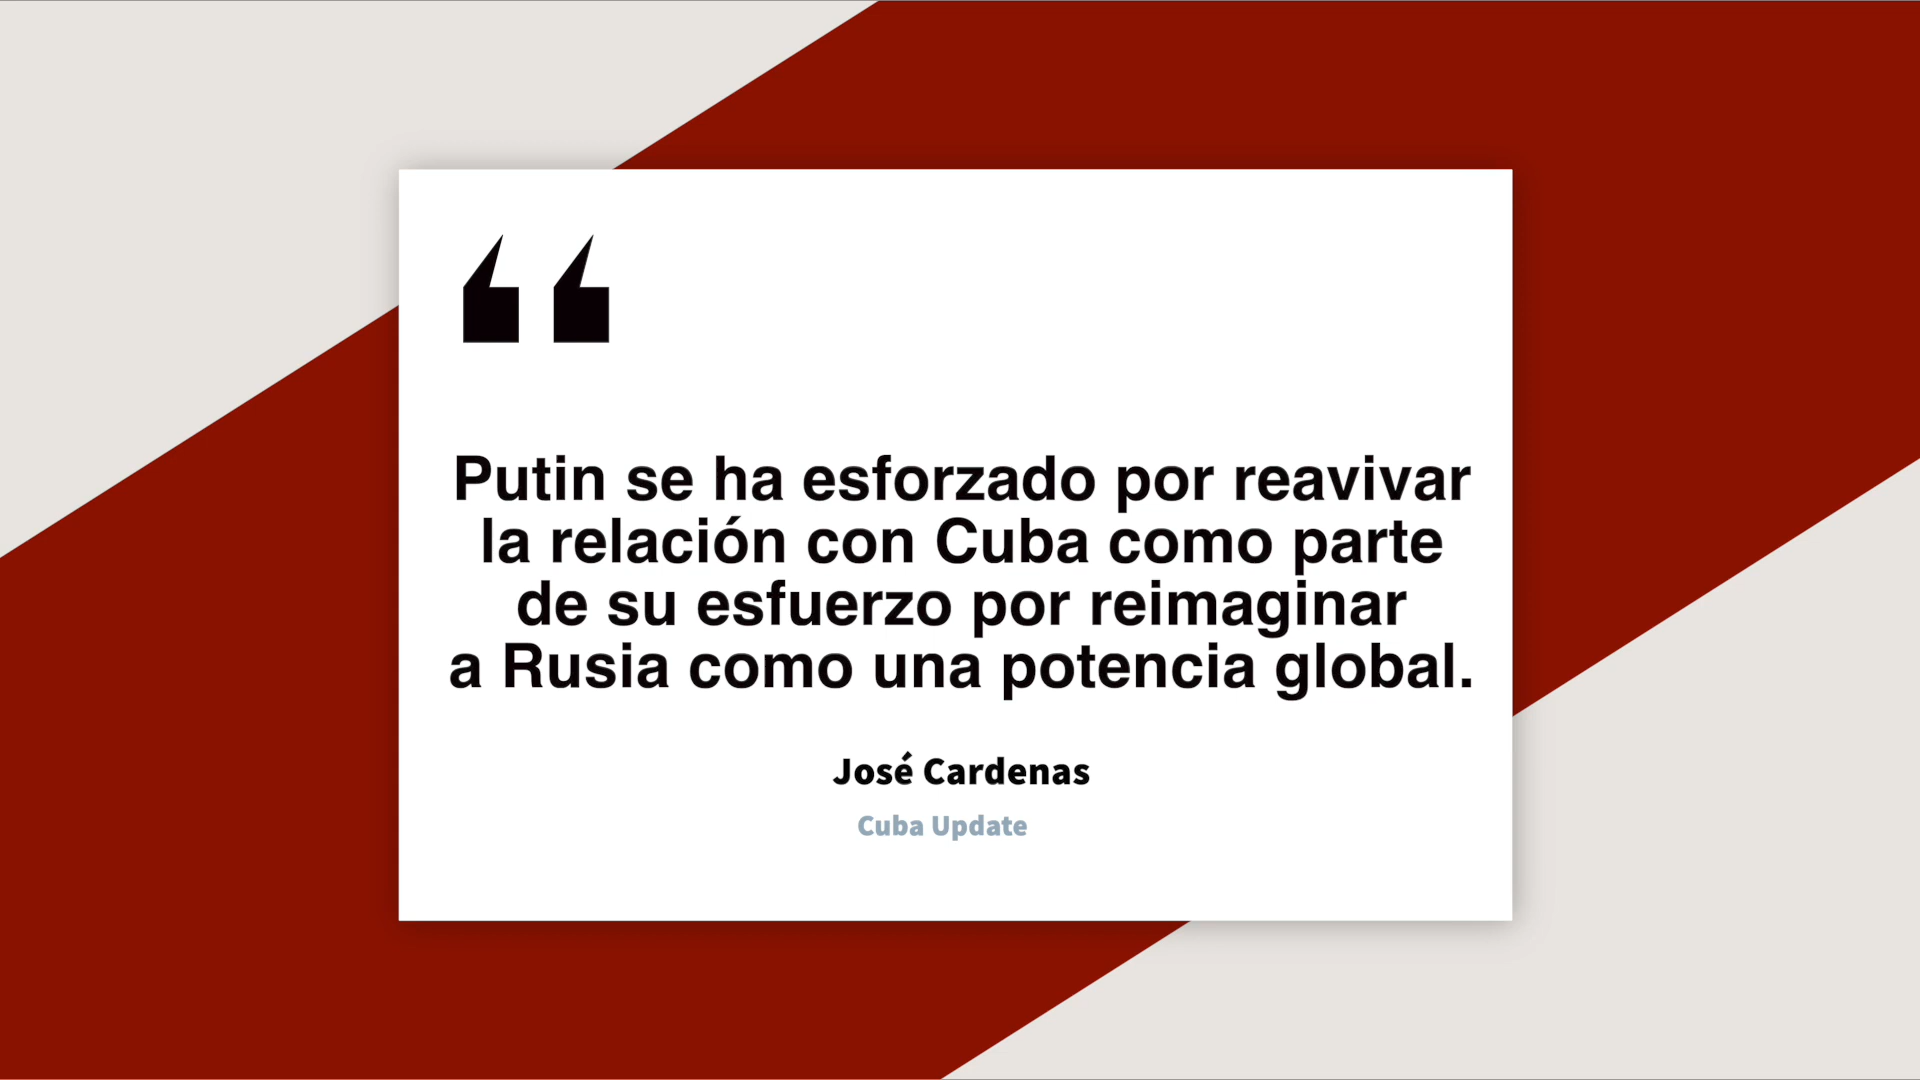 ❛❛
Putin se ha esforzado por reavivar
la relación con Cuba como parte
de su esfuerzo por reimaginar
a Rusia como una potencia global.
José Cardenas
Cuba Update